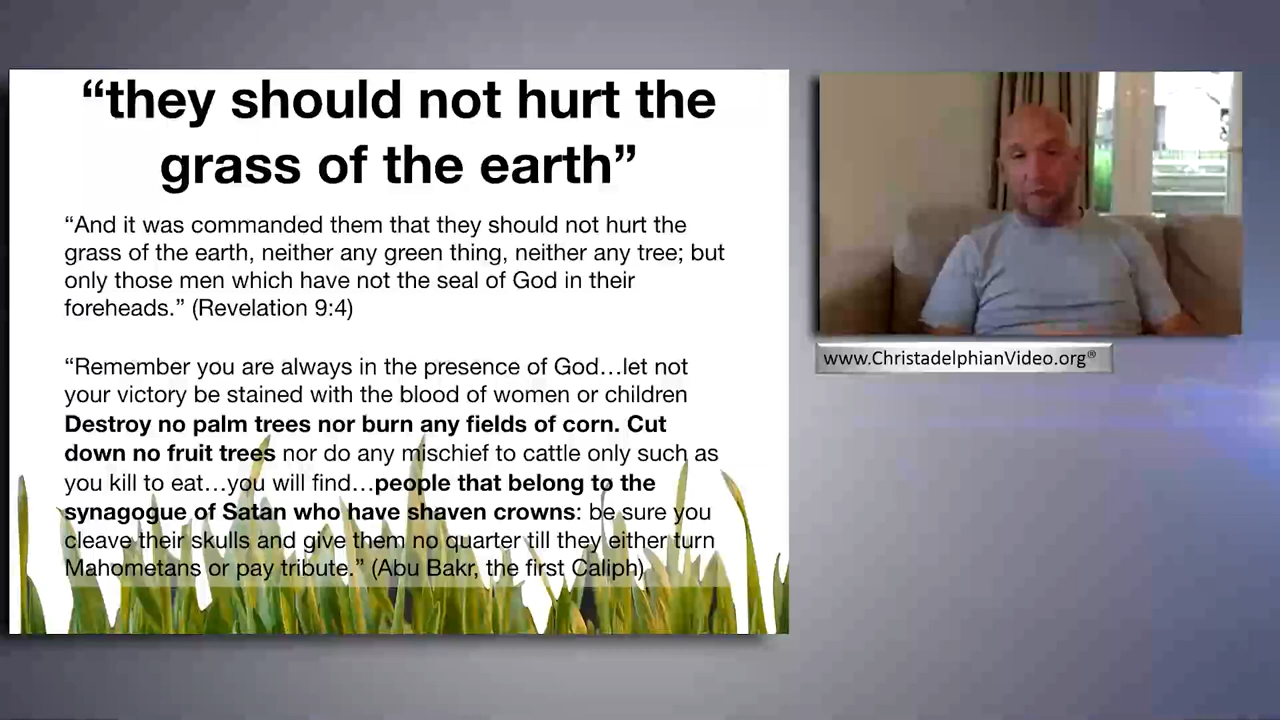 “they should not hurt the
grass of the earth”
“And it was commanded them that they should not hurt the
grass of the earth, neither any green thing, neither any tree; but
only those men which have not the seal of God in their
foreheads.” (Revelation 9:4)
“Remember you are always in the presence of God…let not
your victory be stained with the blood of women or children
Destroy no palm trees nor burn any fields of corn. Cut
down no fruit trees nor do any mischief to cattle only such as
you kill to eat…you will find…people that belong to the
synagogue of Satan who have shaven crowns: be sure you
cleave their skulls and give them no quarter till they either turn
Mahometans or pay tribute.” (Abu Bakr, the first Caliph)
www.ChristadelphianVideo.org®